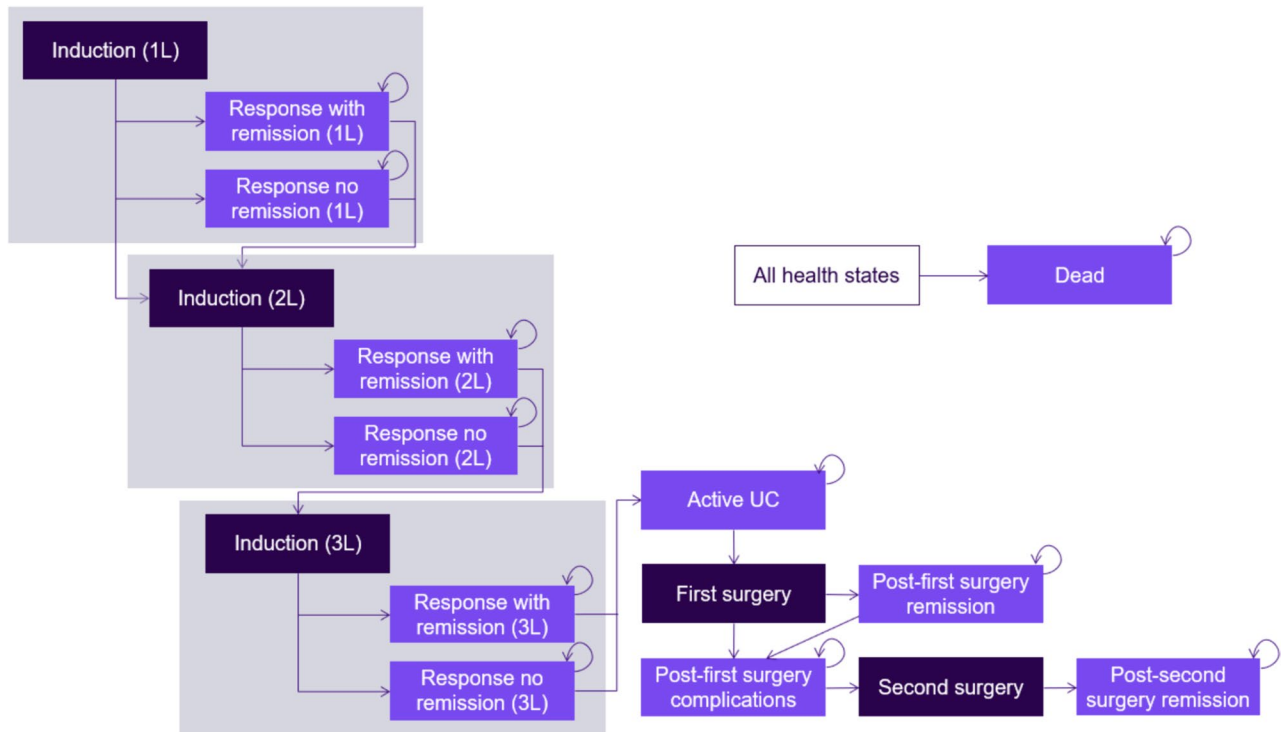 Induction (1L)
Response with
remission (1L)
Response no
remission (1L)
Induction (2L)
All health states
Dead
Response with
remission (2L)
Response no
remission (2L)
Active UC
Induction (3L)
First surgery
Post-first surgery
remission
Response with
remission (3L)
Response no
remission (3L)
Post-first surgery
complications
Second surgery
Post-second
surgery remission